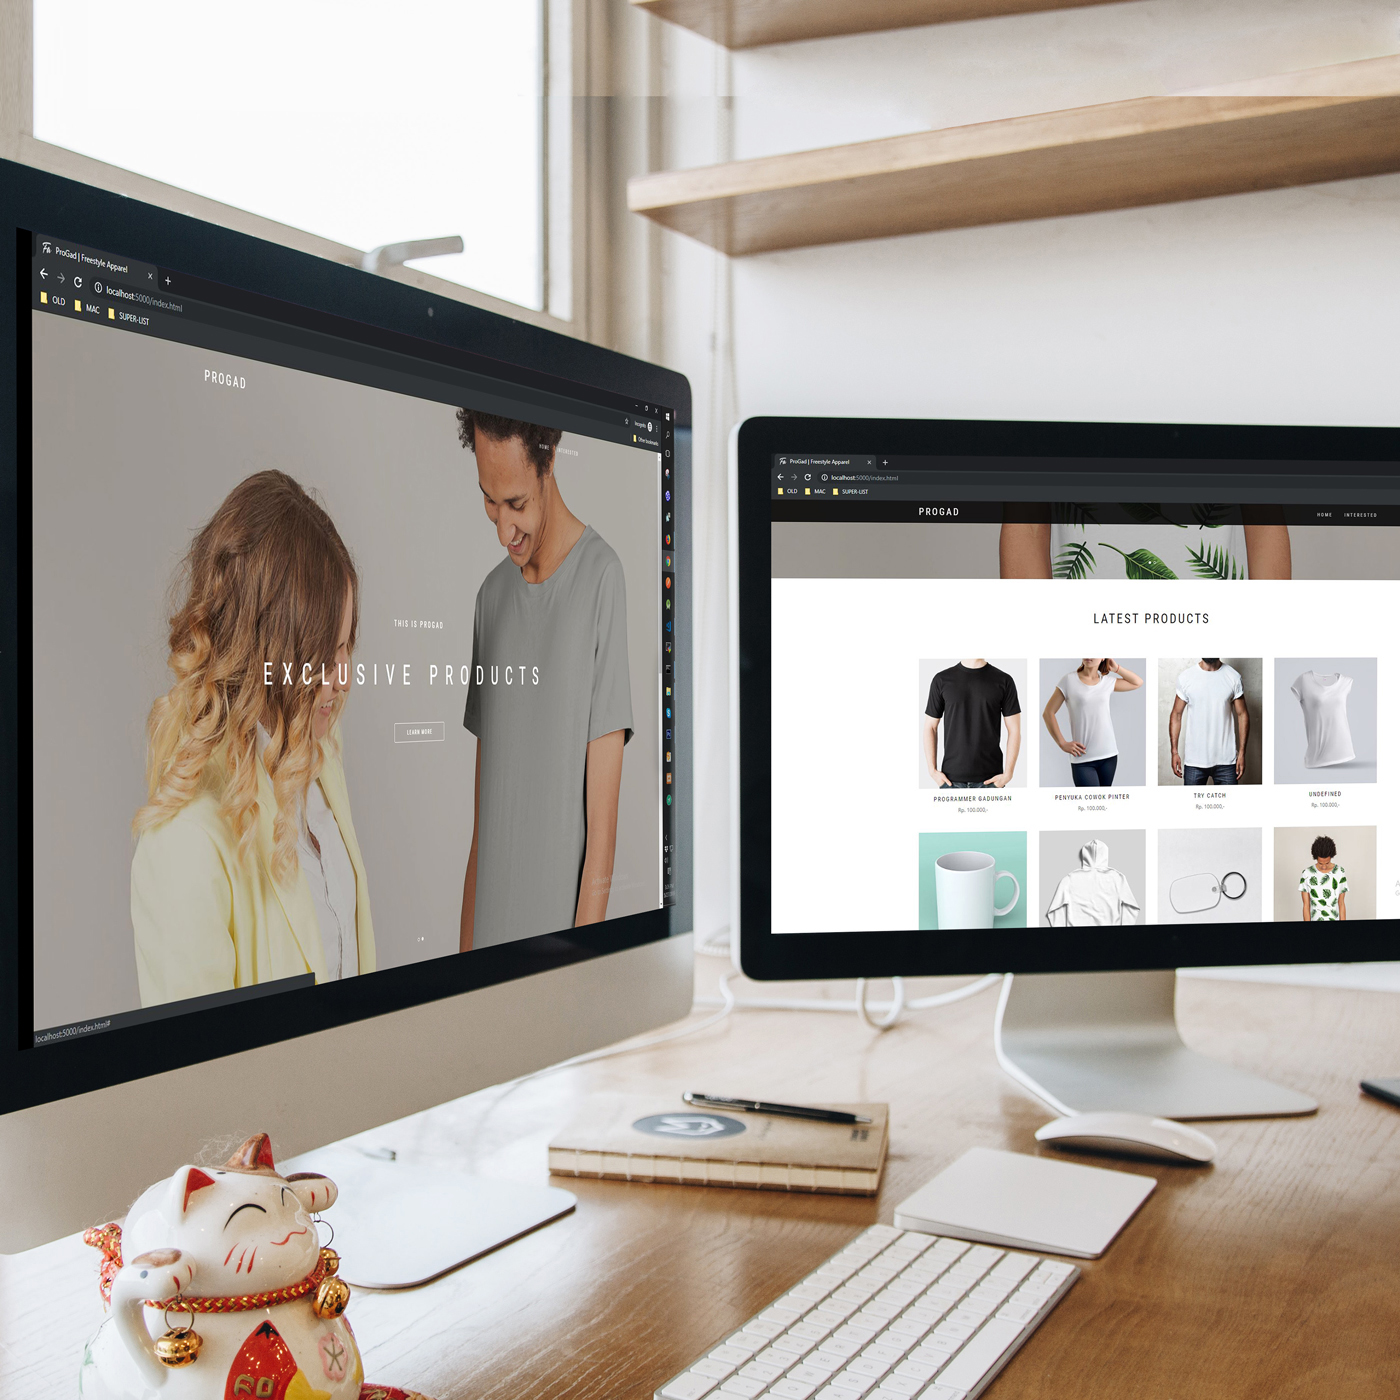 ProGad | Freestyle Apparel
localhost:5000/index.html
OLD MAC SUPER-LIST
Incognito
Other bookmarks
PROGAD
HOME INTERESTED
THIS IS PROGAD
EXCLUSIVE PRODUCTS
LEARN MORE
localhost:5000/index.html#
ProGad | Freestyle Apparel
localhost:5000/index.html
OLD MAC SUPER-LIST
PROGAD
HOME INTERESTED
LATEST PRODUCTS
PROGRAMMER GADUNGAN
Rp. 100.000,-
PENYUKA COWOK PINTER
Rp. 100.000,-
TRY CATCH
Rp. 100.000,-
UNDEFINED
Rp. 100.000,-